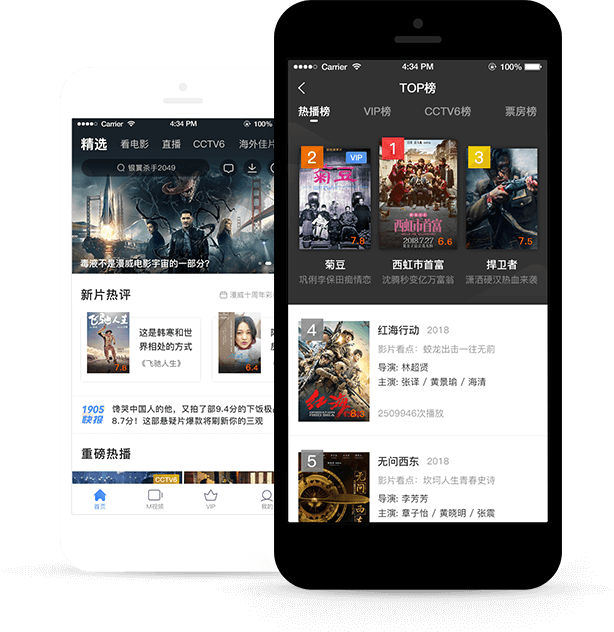 Carrier
4:34 PM
100%
精选
看电影
直播
CCTV6
海外佳片
银翼杀手2049
毒液不是漫威电影宇宙的一部分?
新片热评
漫威十周年彩
飞驰人生
7.8
这是韩寒和世
界相处的方式
《飞驰人生》
6.4
1905
快报
馋哭中国人的他，又拍了部9.4分的下饭极
8.7分！这部悬疑片爆款将刷新你的三观
重磅热播
CCTV6
首页
M视频
VIP
我的
Carrier
4:34 PM
100%
TOP榜
热播榜
VIP榜
CCTV6榜
票房榜
2
VIP
菊豆
7.8
1
西虹市首富
2018.7.27
6.6
3
7.5
菊豆
西虹市首富
捍卫者
巩俐李保田痴情恋
沈腾秒变亿万富翁
潇洒硬汉热血来袭
4
红海
8.3
红海行动
2018
影片看点：蛟龙出击一往无前
导演: 林超贤
主演: 张译 / 黄景瑜 / 海清
2509946次播放
5
无问西东
无问西东
2018
影片看点：坎坷人生青春史诗
导演: 李芳芳
主演: 章子怡 / 黄晓明 / 张震